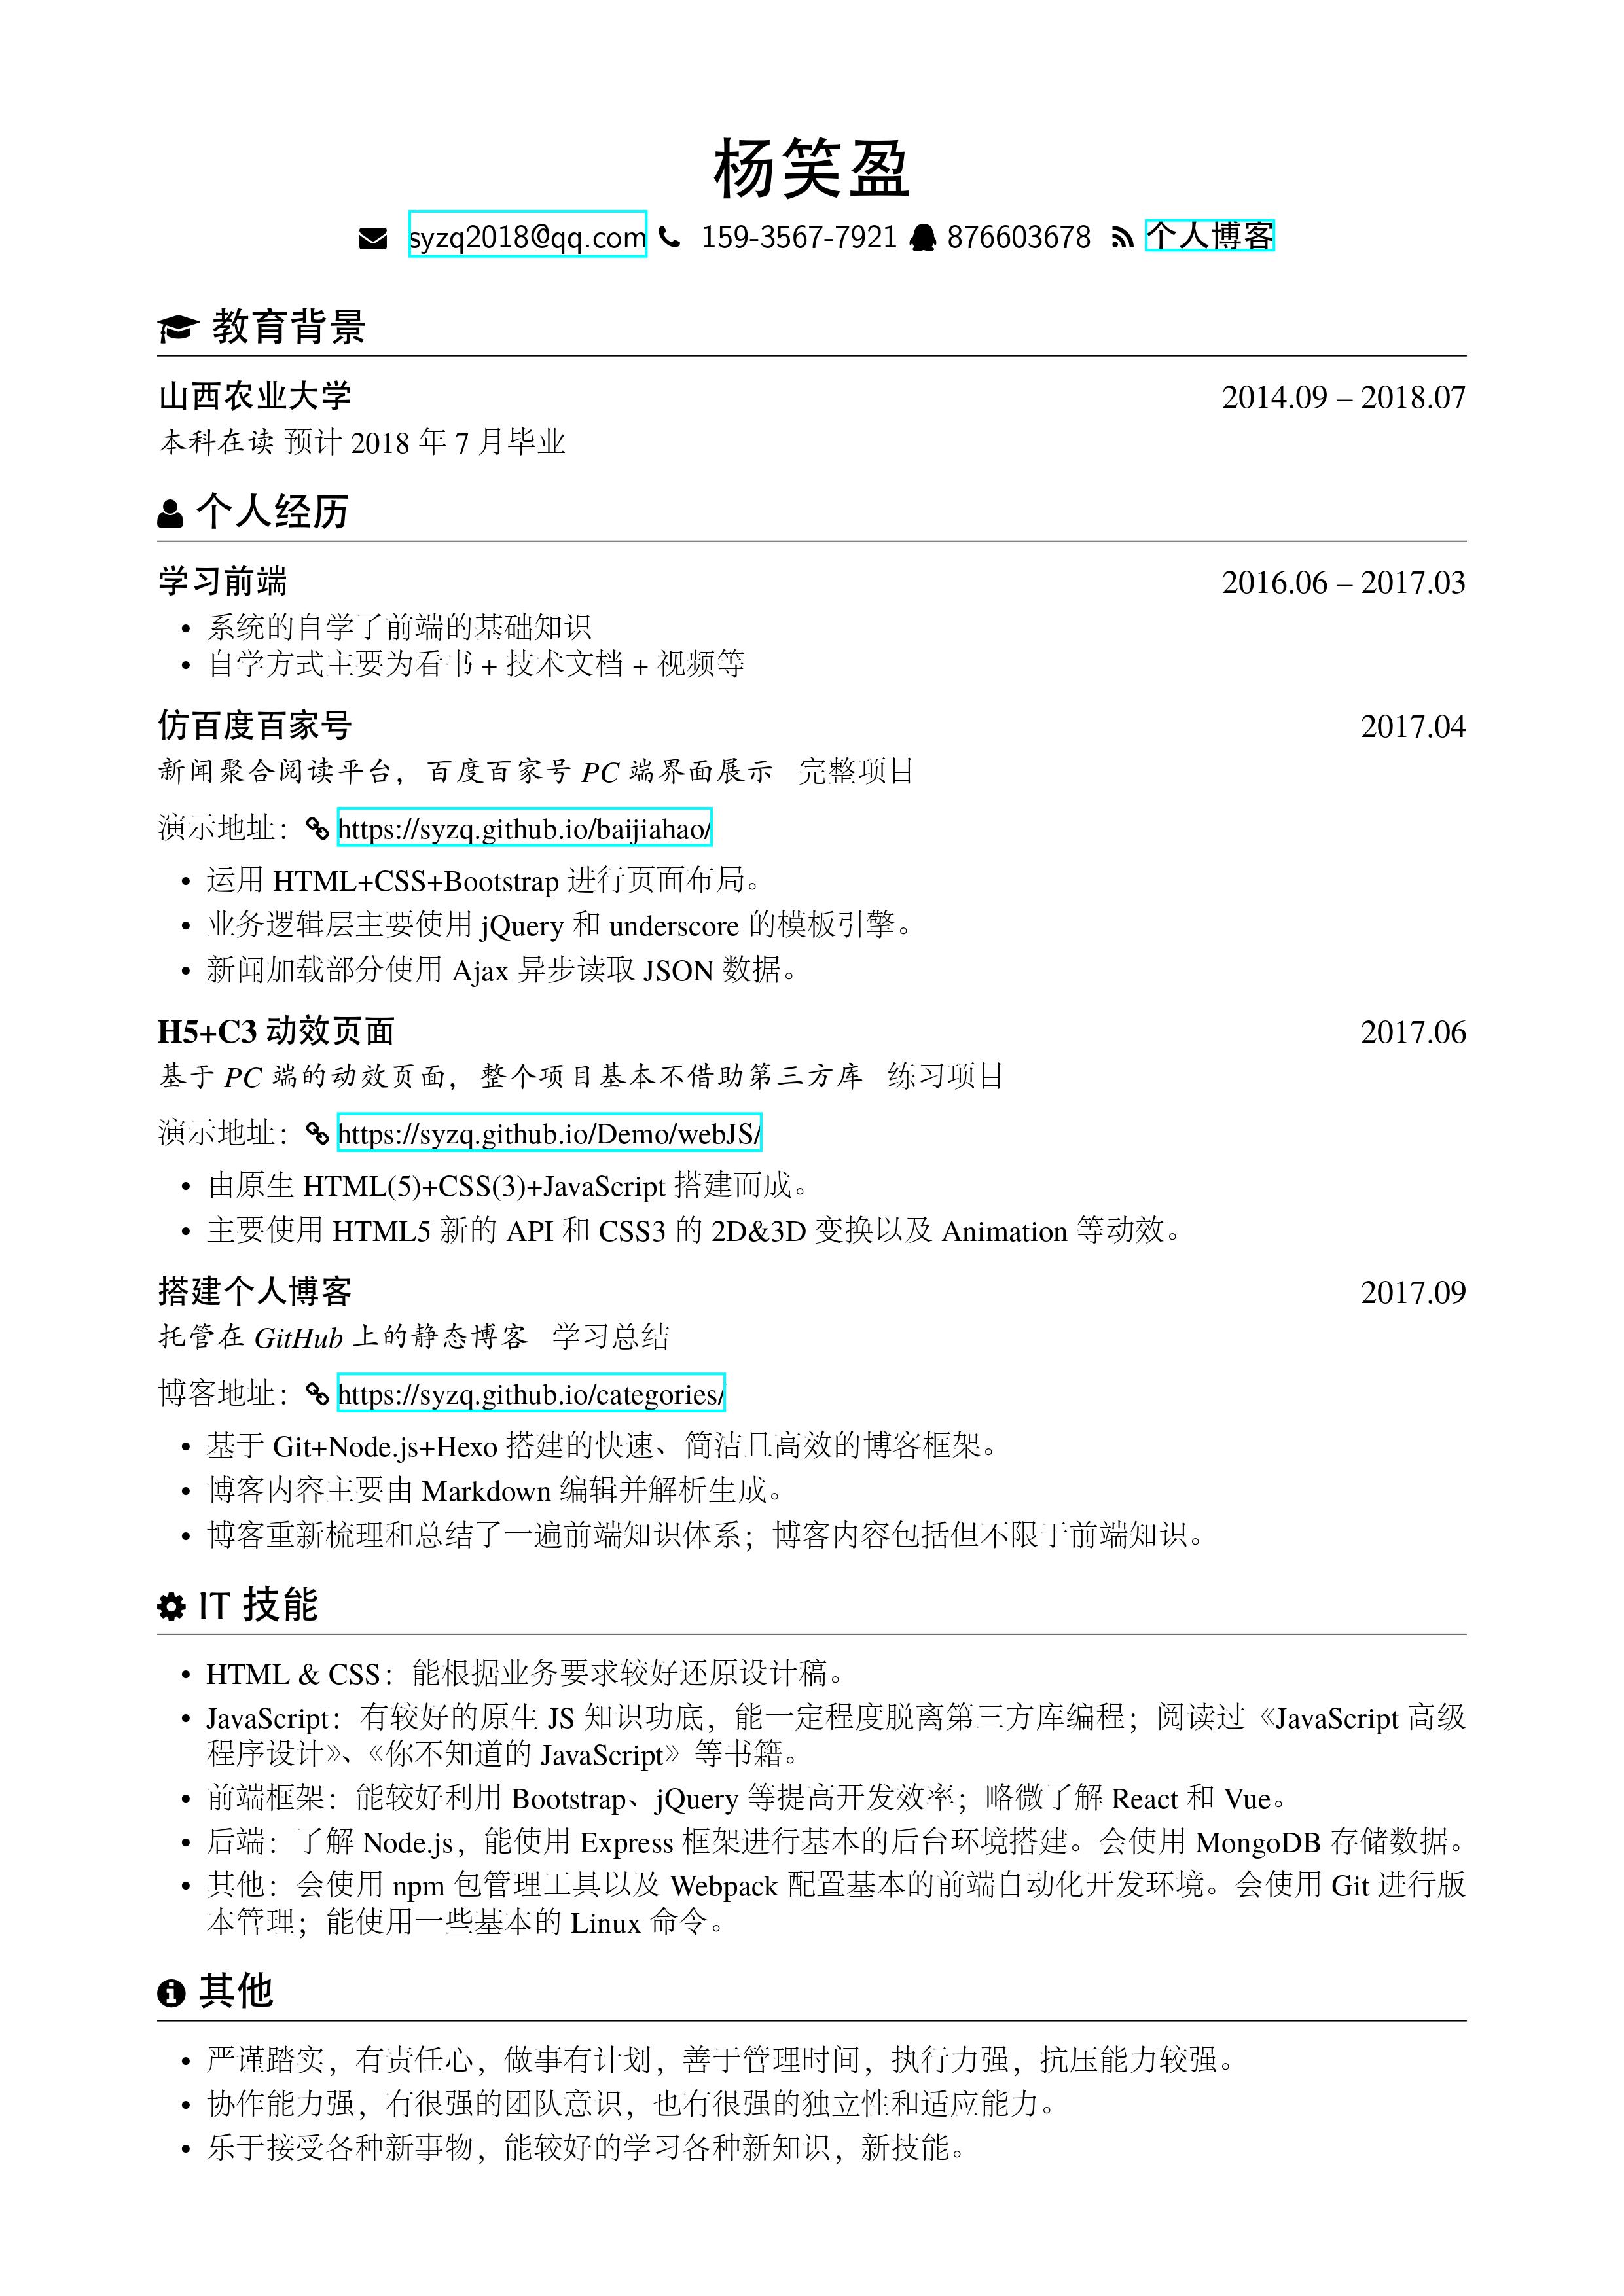 杨笑盈
syzq2018@qq.com 159-3567-7921 876603678 个人博客
教育背景
山西农业大学 2014.09 – 2018.07
本科在读 预计 2018 年 7 月毕业
个人经历
学习前端 2016.06 – 2017.03
• 系统的自学了前端的基础知识
• 自学方式主要为看书 + 技术文档 + 视频等
仿百度百家号 2017.04
新闻聚合阅读平台，百度百家号 PC 端界面展示 完整项目
演示地址： https://syzq.github.io/baijiahao/
• 运用 HTML+CSS+Bootstrap 进行页面布局。
• 业务逻辑层主要使用 jQuery 和 underscore 的模板引擎。
• 新闻加载部分使用 Ajax 异步读取 JSON 数据。
H5+C3 动效页面 2017.06
基于 PC 端的动效页面，整个项目基本不借助第三方库 练习项目
演示地址： https://syzq.github.io/Demo/webJS/
• 由原生 HTML(5)+CSS(3)+JavaScript 搭建而成。
• 主要使用 HTML5 新的 API 和 CSS3 的 2D&3D 变换以及 Animation 等动效。
搭建个人博客 2017.09
托管在 GitHub 上的静态博客 学习总结
博客地址： https://syzq.github.io/categories/
• 基于 Git+Node.js+Hexo 搭建的快速、简洁且高效的博客框架。
• 博客内容主要由 Markdown 编辑并解析生成。
• 博客重新梳理和总结了一遍前端知识体系；博客内容包括但不限于前端知识。
IT 技能
• HTML & CSS：能根据业务要求较好还原设计稿。
• JavaScript：有较好的原生 JS 知识功底，能一定程度脱离第三方库编程；阅读过《JavaScript 高级
程序设计》、《你不知道的 JavaScript》等书籍。
• 前端框架：能较好利用 Bootstrap、jQuery 等提高开发效率；略微了解 React 和 Vue。
• 后端：了解 Node.js，能使用 Express 框架进行基本的后台环境搭建。会使用 MongoDB 存储数据。
• 其他：会使用 npm 包管理工具以及 Webpack 配置基本的前端自动化开发环境。会使用 Git 进行版
本管理；能使用一些基本的 Linux 命令。
其他
• 严谨踏实，有责任心，做事有计划，善于管理时间，执行力强，抗压能力较强。
• 协作能力强，有很强的团队意识，也有很强的独立性和适应能力。
• 乐于接受各种新事物，能较好的学习各种新知识，新技能。